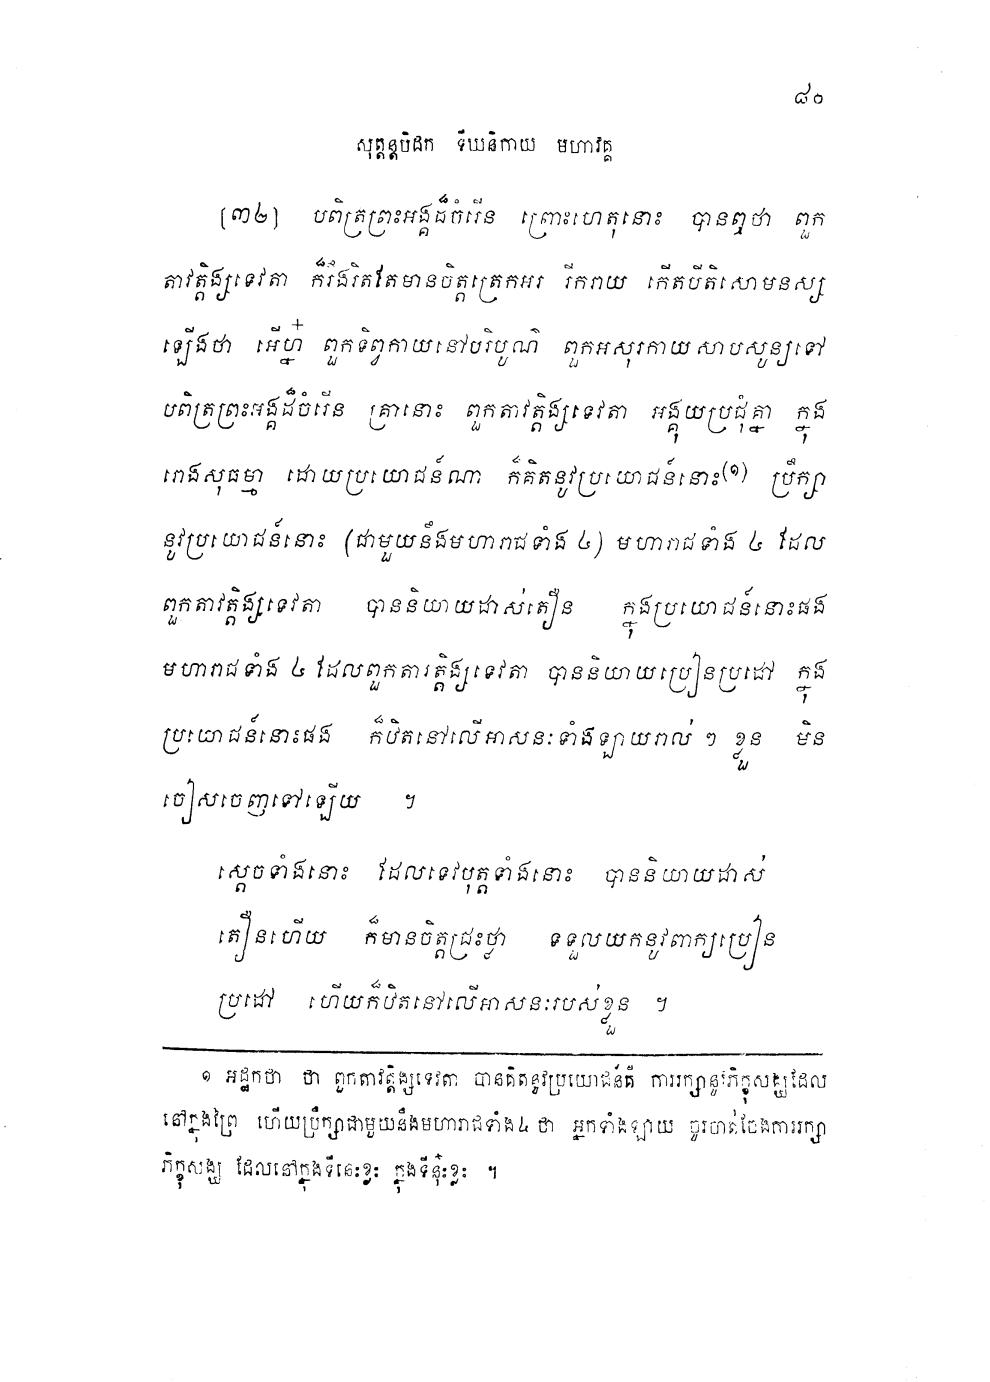 ៨០
សុត្តន្តបិដក ទីឃនិកាយ មហាវគ្គ
[៣៤] បពិត្រព្រះអង្គដ៏ចំរើន ព្រោះហេតុនោះ បានឮថា ពួក
តាវត្តិង្សទេវតា ក៏រឹងរិតតែមានចិត្តត្រេកអរ រីករាយ កើតបីតិសោមនស្ស
ឡើងថា អើហ្ន៎ ពួកទិព្វកាយនៅបរិបូណ៌ ពួកអសុរកាយសាបសូន្យទៅ
បពិត្រព្រះអង្គដ៏ចំរើន គ្រានោះ ពួកតាវត្តិង្សទេវតា អង្គុយប្រជុំគ្នា ក្នុង
រោងសុធម្មា ដោយប្រយោជន៍ណា ក៏គិតនូវប្រយោជន៍នោះ(១) ប្រឹក្សា
នូវប្រយោជន៍នោះ (ជាមួយនឹងមហារាជទាំង ៤) មហារាជទាំង ៤ ដែល
ពួកតាវត្តិង្សទេវតា បាននិយាយដាស់តឿន ក្នុងប្រយោជន៍នោះផង
មហារាជទាំង ៤ ដែលពួកតាវត្តិង្សទេវតា បាននិយាយប្រៀនប្រដៅ ក្នុង
ប្រយោជន៍នោះផង ក៏ឋិតនៅលើអាសនៈទាំងឡាយរាល់ ៗ ខ្លួន មិន
ចៀសចេញទៅឡើយ ។
ស្តេចទាំងនោះ ដែលទេវបុត្តទាំងនោះ បាននិយាយដាស់
តឿនហើយ ក៏មានចិត្តជ្រះថ្លា ទទួលយកនូវពាក្យប្រៀន
ប្រដៅ ហើយក៏ឋិតនៅលើអាសនៈរបស់ខ្លួន ។
១ អដ្ឋកថា ថា ពួកតាវត្តិង្សទេវតា បានគិតនូវប្រយោជន៍គឺ ការរក្សានូវភិក្ខុសង្ឃដែល
នៅក្នុងព្រៃ ហើយប្រឹក្សាជាមួយនឹងមហារាជទាំង៤ ថា អ្នកទាំងឡាយ ចូរចាត់ចែងការរក្សា
ភិក្ខុសង្ឃ ដែលនៅក្នុងទីនេះខ្លះ ក្នុងទីនុ៎ះខ្លះ ។